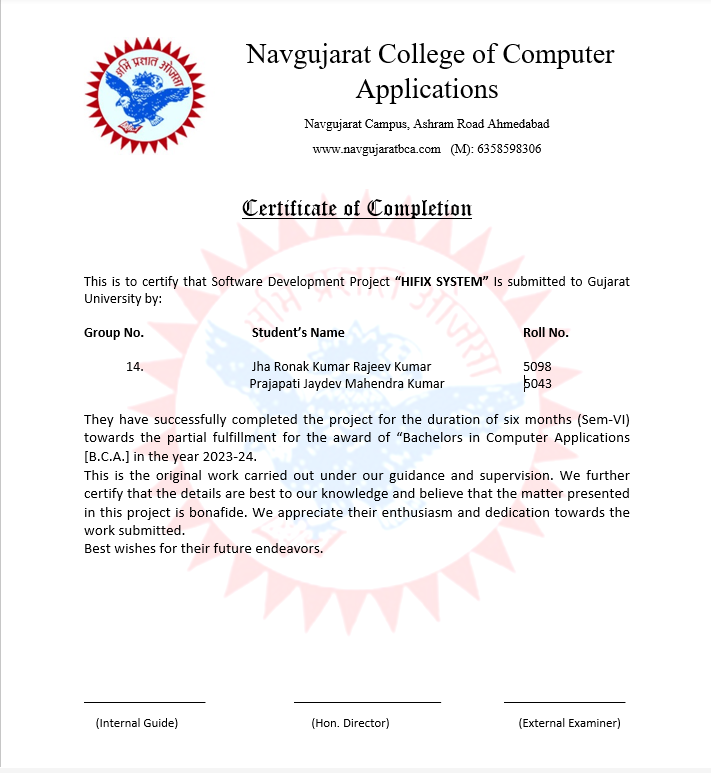 Navgujarat College of Computer
Applications
Navgujarat Campus, Ashram Road Ahmedabad
www.navgujaratbca.com (M): 6358598306
Certificate of Completion
This is to certify that Software Development Project “HIFIX SYSTEM” Is submitted to Gujarat
University by:
Group No. Student’s Name Roll No.
14. Jha Ronak Kumar Rajeev Kumar 5098
Prajapati Jaydev Mahendra Kumar 5043
They have successfully completed the project for the duration of six months (Sem-VI)
towards the partial fulfillment for the award of “Bachelors in Computer Applications
[B.C.A.] in the year 2023-24.
This is the original work carried out under our guidance and supervision. We further
certify that the details are best to our knowledge and believe that the matter presented
in this project is bonafide. We appreciate their enthusiasm and dedication towards the
work submitted.
Best wishes for their future endeavors.
(Internal Guide) (Hon. Director) (External Examiner)